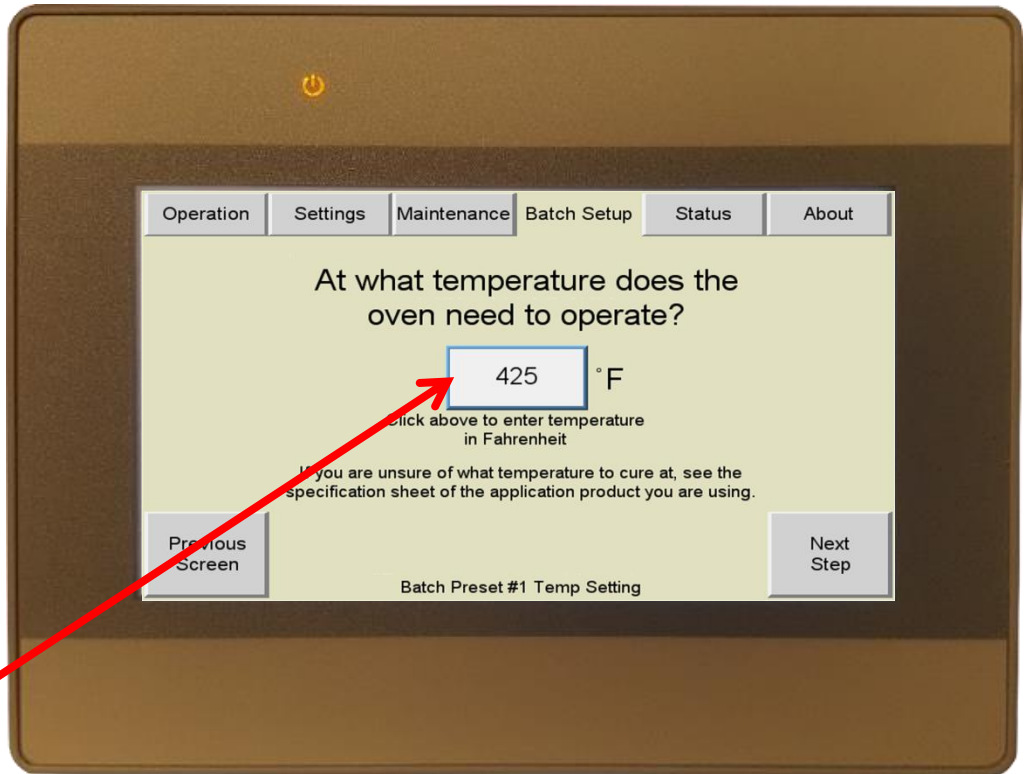 Operation Settings Maintenance Batch Setup Status About
At what temperature does the
oven need to operate?
425 °F
Click above to enter temperature
in Fahrenheit
If you are unsure of what temperature to cure at, see the
specification sheet of the application product you are using.
Previous
Screen
Next
Step
Batch Preset #1 Temp Setting